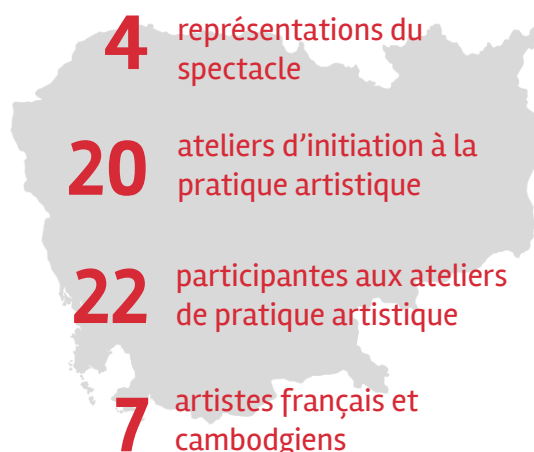 4 représentations du
spectacle
20 ateliers d’initiation à la
pratique artistique
22 participantes aux ateliers
de pratique artistique
7 artistes français et
cambodgiens